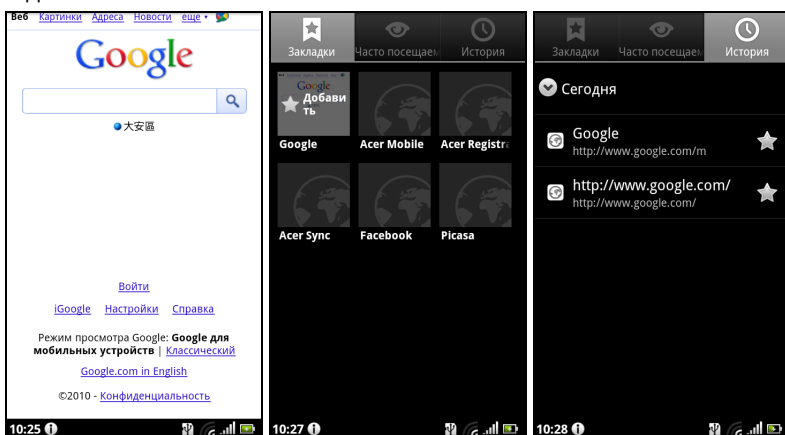 Веб Картинки Адреса Новости еще
Google
大安區
Войти
iGoogle Настройки Справка
Режим просмотра Google: Google для
мобильных устройств | Классический
Google.com in English
©2010 - Конфиденциальность
10:25
Закладки Часто посещаем История
Google
Добави
ть
Google Acer Mobile Acer Registra
Acer Sync Facebook Picasa
10:27
Закладки Часто посещаем История
Сегодня
Google
http://www.google.com/m
http://www.google.com/
http://www.google.com/
10:28